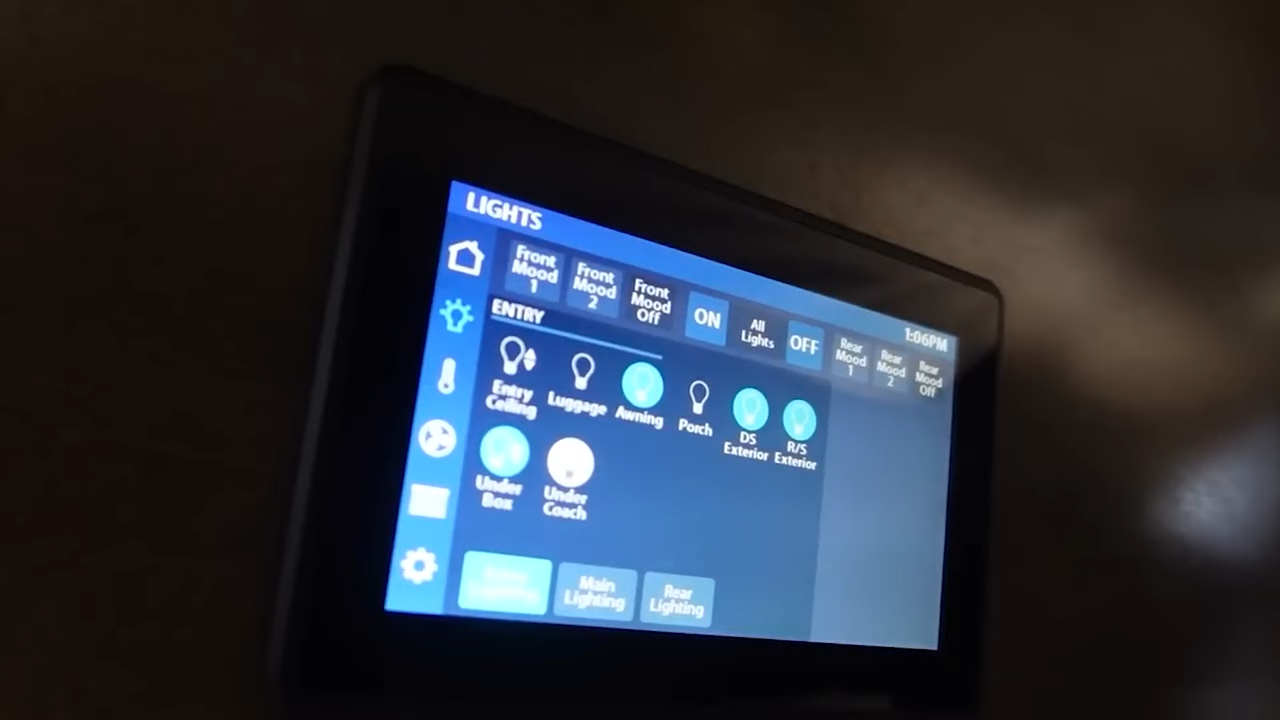 LIGHTS
1:06PM
Front
Mood
1
Front
Mood
2
Front
Mood
Off
ON
All
Lights
OFF
Rear
Mood
1
Rear
Mood
2
Rear
Mood
Off
ENTRY
Entry
Ceiling
Luggage
Awning
Porch
DS
Exterior
R/S
Exterior
Under
Box
Under
Coach
Main
Lighting
Rear
Lighting